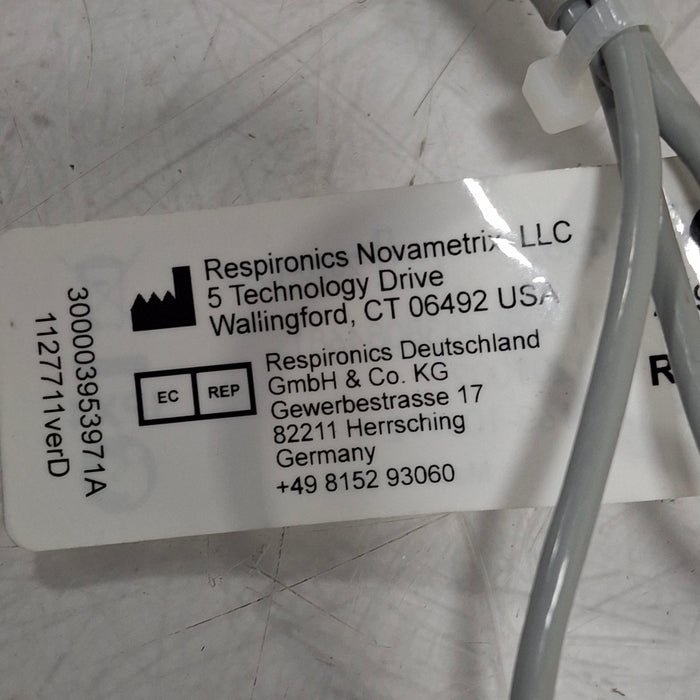 Respironics Novametrix, LLC
5 Technology Drive
Wallingford, CT 06492 USA
EC REP
Respironics Deutschland
GmbH & Co. KG
Gewerbestrasse 17
82211 Herrsching
Germany
+49 8152 93060
300003953971A
1127711verD
R